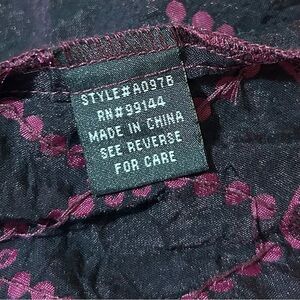 STYLE#A097B
RN#99144
MADE IN CHINA
SEE REVERSE
FOR CARE